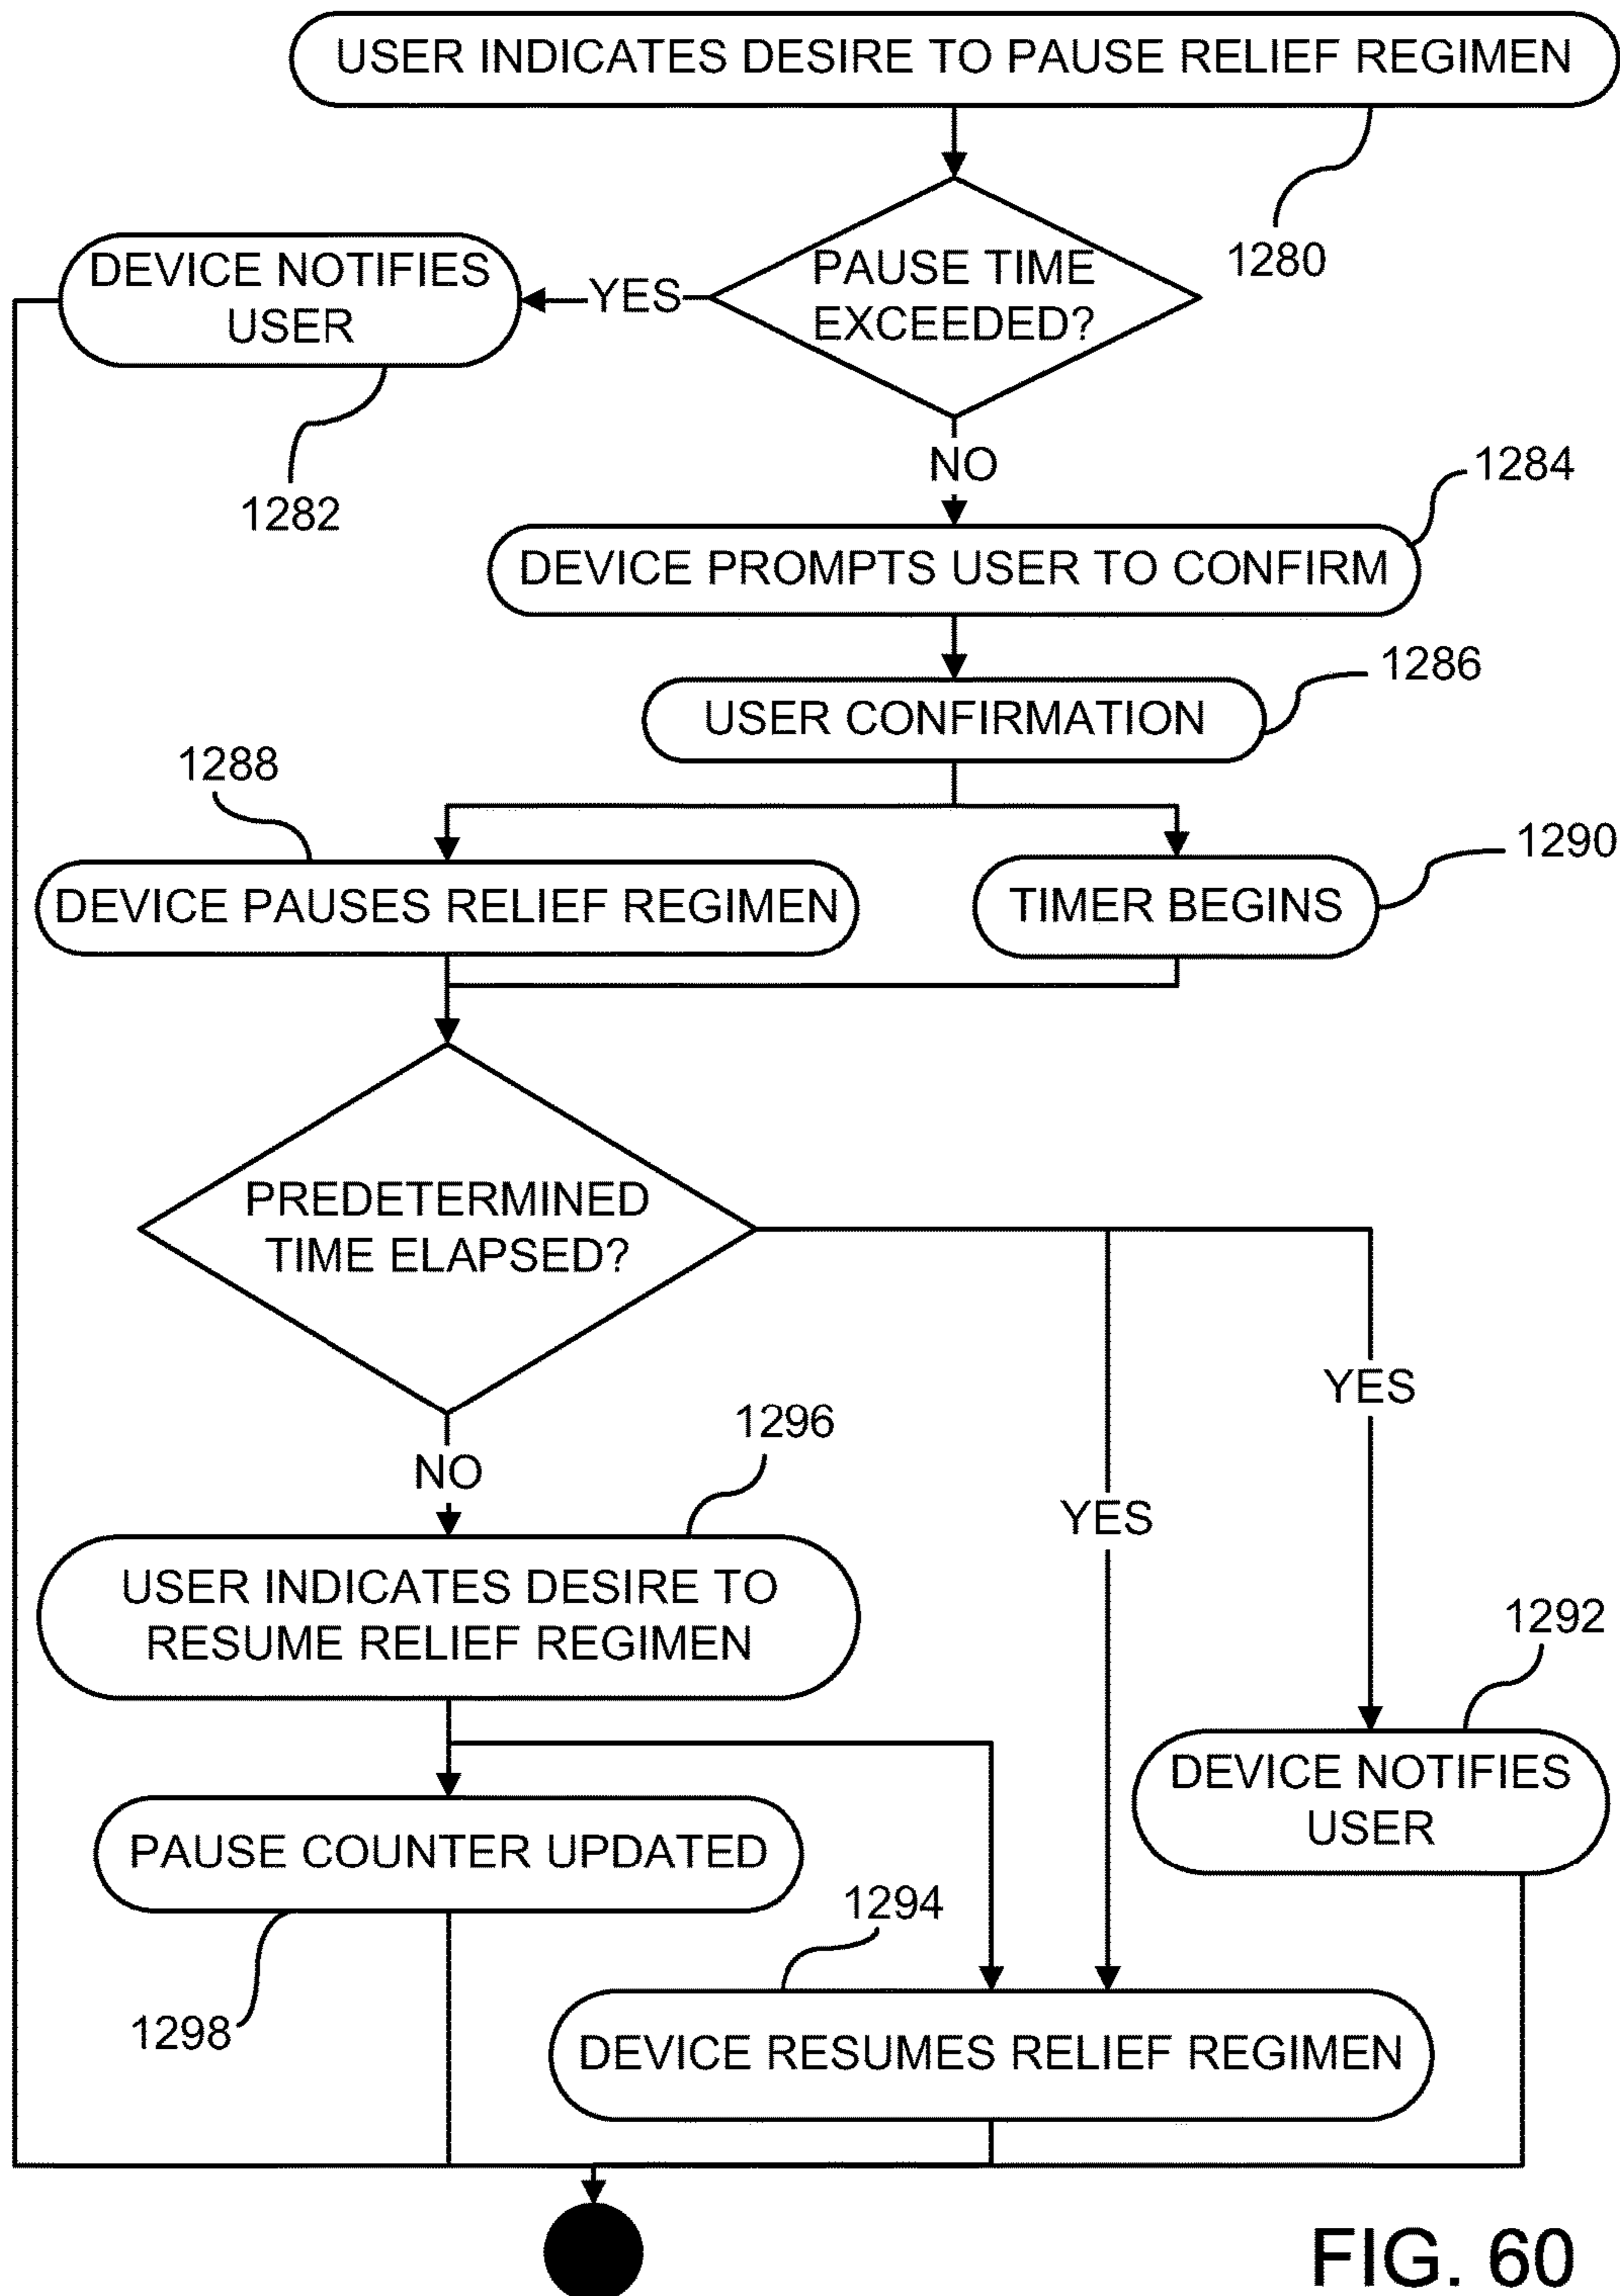 USER INDICATES DESIRE TO PAUSE RELIEF REGIMEN
1280
PAUSE TIME
EXCEEDED?
YES
DEVICE NOTIFIES
USER
1282
NO
1284
DEVICE PROMPTS USER TO CONFIRM
1286
USER CONFIRMATION
1288
1290
DEVICE PAUSES RELIEF REGIMEN
TIMER BEGINS
PREDETERMINED
TIME ELAPSED?
YES
NO
1296
YES
USER INDICATES DESIRE TO
RESUME RELIEF REGIMEN
1292
DEVICE NOTIFIES
USER
PAUSE COUNTER UPDATED
1294
1298
DEVICE RESUMES RELIEF REGIMEN
FIG. 60